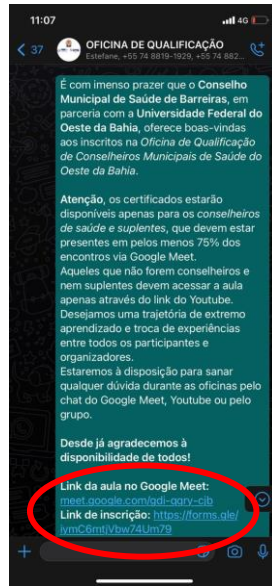 11:07
4G
37
OFICINA DE QUALIFICAÇÃO
Estefane, +55 74 8819-1929, +55 74 882...
É com imenso prazer que o Conselho
Municipal de Saúde de Barreiras, em
parceria com a Universidade Federal do
Oeste da Bahia, oferece boas-vindas
aos inscritos na Oficina de Qualificação
de Conselheiros Municipais de Saúde do
Oeste da Bahia.
Atenção, os certificados estarão
disponíveis apenas para os conselheiros
de saúde e suplentes, que devem estar
presentes em pelos menos 75% dos
encontros via Google Meet.
Aqueles que não forem conselheiros e
nem suplentes devem acessar a aula
apenas através do link do Youtube.
Desejamos uma trajetória de extremo
aprendizado e troca de experiências
entre todos os participantes e
organizadores.
Estaremos à disposição para sanar
qualquer dúvida durante as oficinas pelo
chat do Google Meet, Youtube ou pelo
grupo.
Desde já agradecemos à
disponibilidade de todos!
Link da aula no Google Meet:
meet.google.com/gdi-qqry-cjb
Link de inscrição: https://forms.gle/
jymC6mtjVbw74Um79